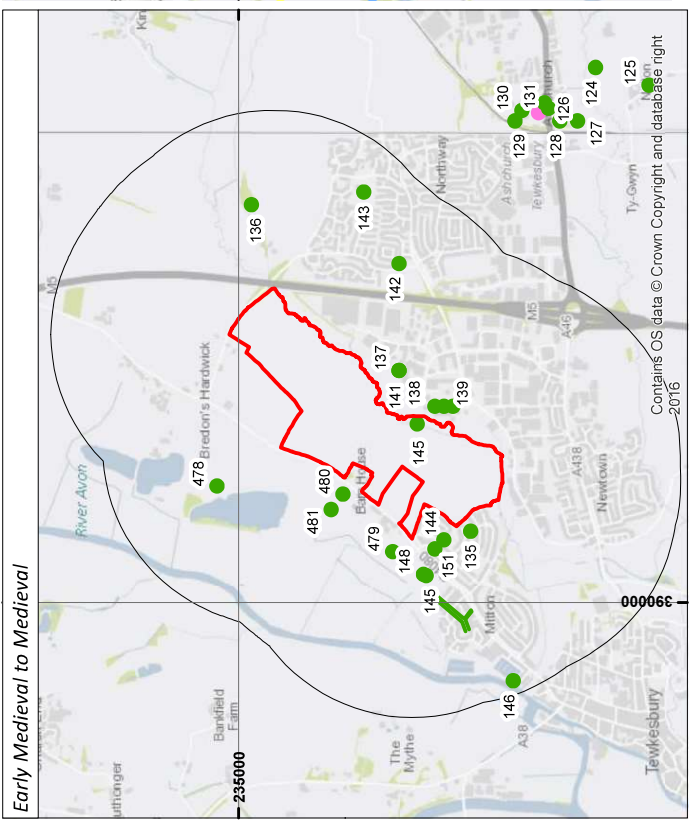 Early Medieval to Medieval
M5
136
143
Northway
130
131
129
126
128
127
124
125
Ashchurch
Tewkesbury
Ty-Gwyn
142
M5
A46
Bredon's Hardwick
137
141
138
139
145
River Avon
478
480
481
479
148
144
151
135
145
A438
Newtown
Mitton
390000
Contains OS data © Crown Copyright and database right
2016
Bankfield
Farm
235000
The
Mythe
146
A38
Tewkesbury
uthonger